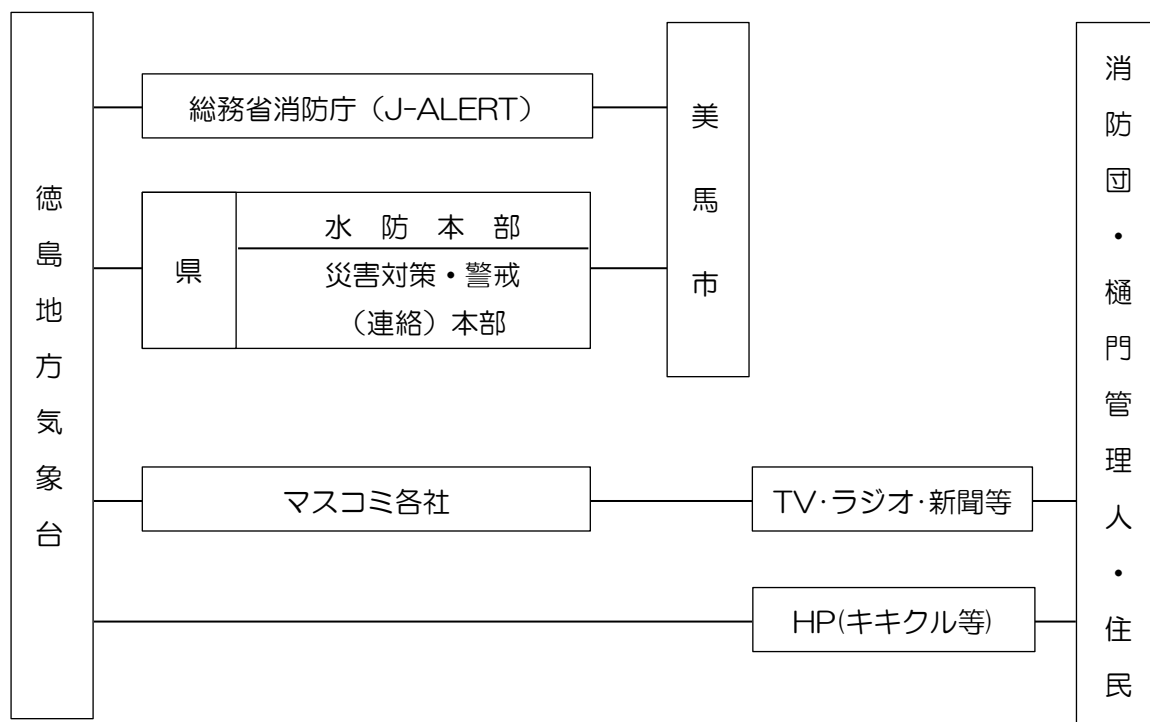 徳島地方気象台
総務省消防庁（J-ALERT）
県
水防本部
災害対策・警戒
（連絡）本部
美馬市
マスコミ各社
TV･ラジオ･新聞等
HP(キキクル等)
消防団・樋門管理人・住民